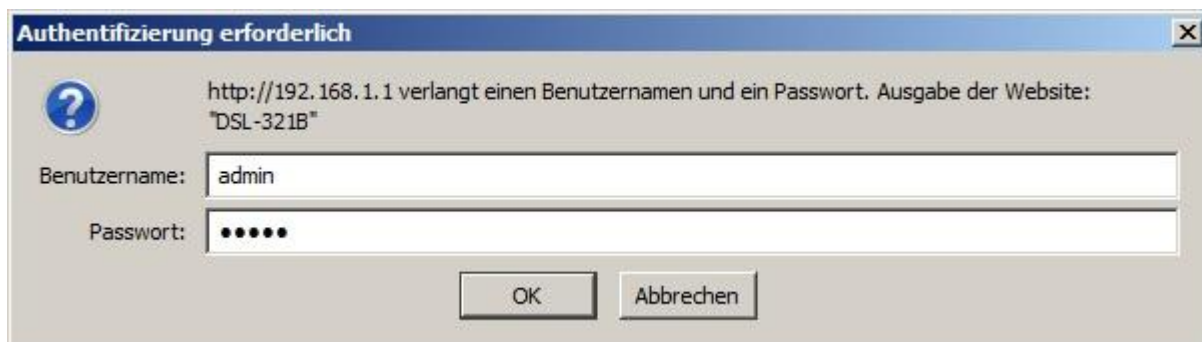 Authentifizierung erforderlich
http://192.168.1.1 verlangt einen Benutzernamen und ein Passwort. Ausgabe der Website:
"DSL-321B"
Benutzername: admin
Passwort: •••••
OK Abbrechen